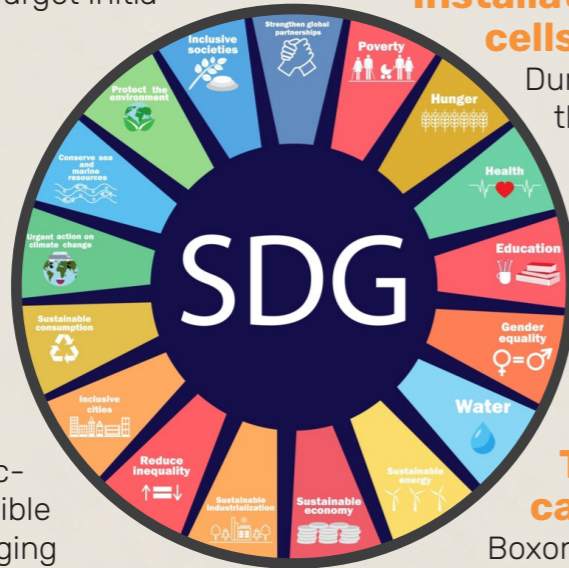 Installa
cells
Dur
th
Strengthen global
partnerships
Poverty
Hunger
Health
Education
Gender
equality
Water
Sustainable
energy
Sustainable
economy
Sustainable
industrialization
Reduce
inequality
Inclusive
cities
Sustainable
consumption
Urgent action on
climate change
Conserve sea
and
marine
resources
Protect the
environment
Inclusive
societies
SDG
c-
ible
ging
T
ca
Boxor